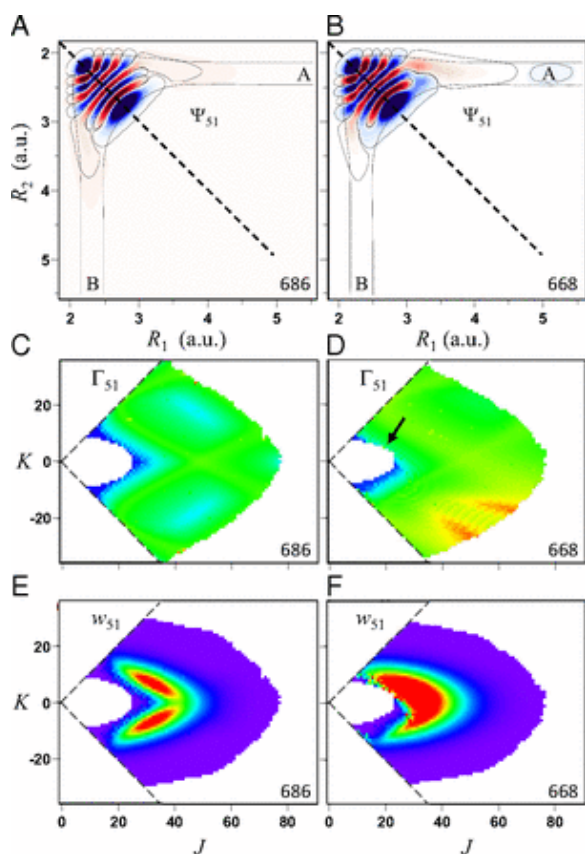 A B
2 3 4 5
R₂ (a.u.)
Ψ₅₁ Ψ₅₁
A A
B B
686 668
2 3 4 5 2 3 4 5
R₁ (a.u.) R₁ (a.u.)
C D
Γ₅₁ Γ₅₁
20
K 0
-20
686 668
E F
w₅₁ w₅₁
20
K 0
-20
686 668
0 20 40 60 80 0 20 40 60 80
J J